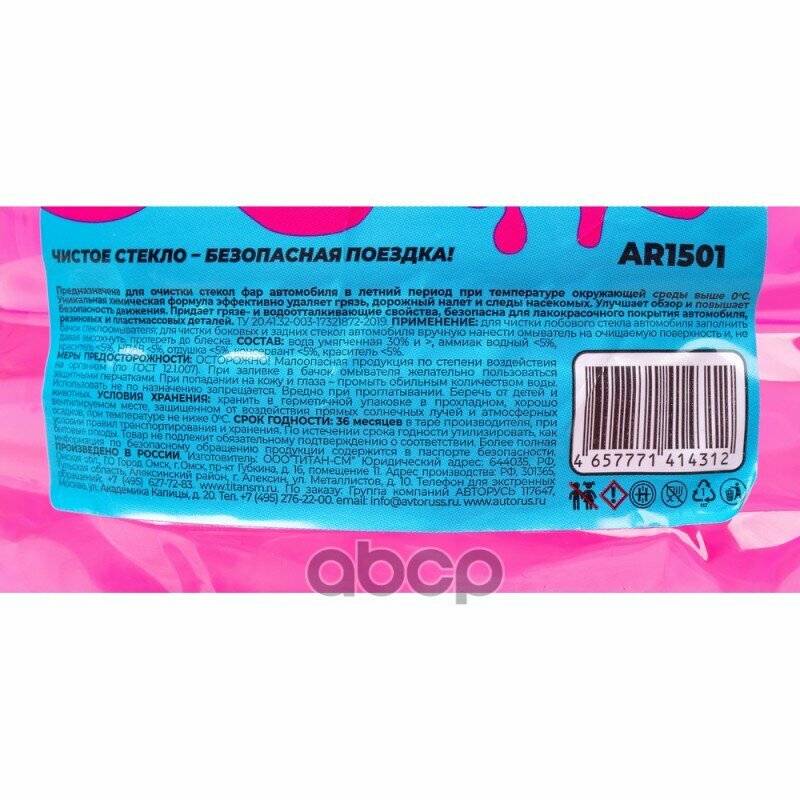 ЧИСТОЕ СТЕКЛО – БЕЗОПАСНАЯ ПОЕЗДКА!
AR1501
Предназначена для очистки стекол фар автомобиля в летний период при температуре окружающей среды выше 0°С.
Уникальная химическая формула эффективно удаляет грязь, дорожный налет и следы насекомых. Улучшает обзор и повышает
безопасность движения. Придает грязе- и водоотталкивающие свойства, безопасна для лакокрасочного покрытия автомобиля,
резиновых и пластмассовых деталей. ТУ 20.41.32-003-17321872-2019. ПРИМЕНЕНИЕ: для чистки лобового стекла автомобиля заполнить
бачок стеклоомывателя, для чистки боковых и задних стекол автомобиля вручную нанести омыватель на очищаемую поверхность и, не
давая высохнуть, протереть до блеска. СОСТАВ: вода умягченная 30% и >, аммиак водный <5%,
краситель <5%, НПАВ <5%, отдушка <5%, консервант <5%, краситель <5%.
МЕРЫ ПРЕДОСТОРОЖНОСТИ: ОСТОРОЖНО! Малоопасная продукция по степени воздействия
на организм (по ГОСТ 12.1.007). При заливке в бачок омывателя желательно пользоваться
защитными перчатками. При попадании на кожу и глаза – промыть обильным количеством воды.
Использовать не по назначению запрещается. Вредно при проглатывании. Беречь от детей и
животных. УСЛОВИЯ ХРАНЕНИЯ: хранить в герметичной упаковке в прохладном, хорошо
вентилируемом месте, защищенном от воздействия прямых солнечных лучей и атмосферных
осадков, при температуре не ниже 0°С. СРОК ГОДНОСТИ: 36 месяцев в таре производителя, при
условии правил транспортирования и хранения. По истечении срока годности утилизировать, как
бытовые отходы. Товар не подлежит обязательному подтверждению о соответствии. Более полная
информация по безопасному обращению продукции содержится в паспорте безопасности.
ПРОИЗВЕДЕНО В РОССИИ. Изготовитель: ООО"ТИТАН-СМ" Юридический адрес: 644035, РФ,
Омская обл., Г.О Город Омск, г. Омск, пр-кт Губкина, д. 16, помещение 11. Адрес производства: РФ, 301365,
Тульская область, Алексинский район, г. Алексин, ул. Металлистов, д. 10. Телефон для экстренных
случаев: +7 (495) 627-72-83. www.titansm.ru По заказу: Группа компаний АВТОРУСЬ 117647,
Москва, ул. Академика Капицы, д. 20. Тел. +7 (495) 276-22-00. email: info@avtoruss.ru, www.autorus.ru
4 657771 414312
abcp